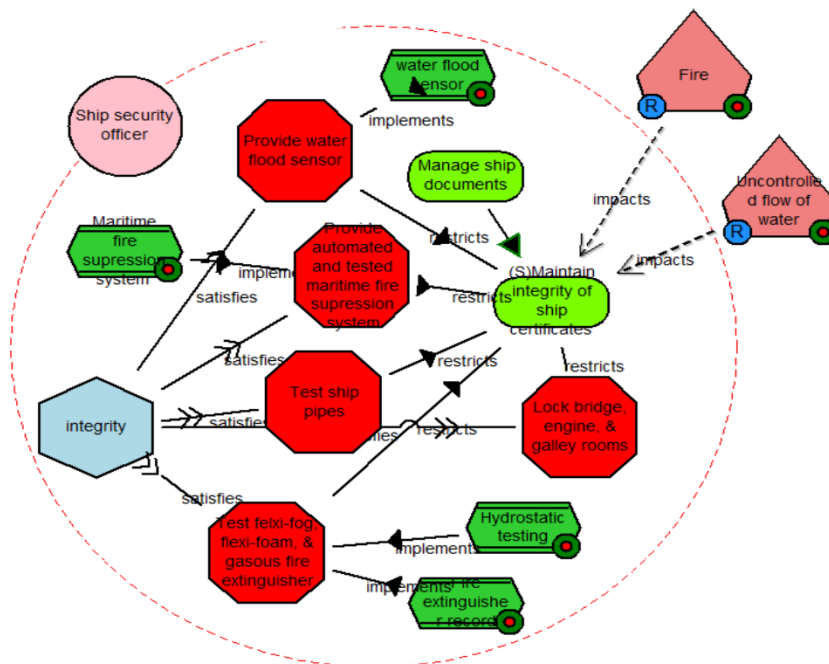 water flood
sensor
Fire
R
Ship security
officer
implements
Provide water
flood sensor
Manage ship
documents
impacts
Uncontrolle
d flow of
water
R
Maritime
fire
supression
system
Provide
automated
and tested
maritime fire
supression
system
restricts
impleme
(S)Maintain
integrity of
ship
certificates
impacts
satisfies
restricts
satisfies
restricts
restricts
Test ship
pipes
Lock bridge,
engine, &
galley rooms
integrity
satisfies
fies
restricts
satisfies
Test felxi-fog,
flexi-foam, &
gasous fire
extinguisher
Hydrostatic
testing
implements
implements
Fire
extinguishe
r record